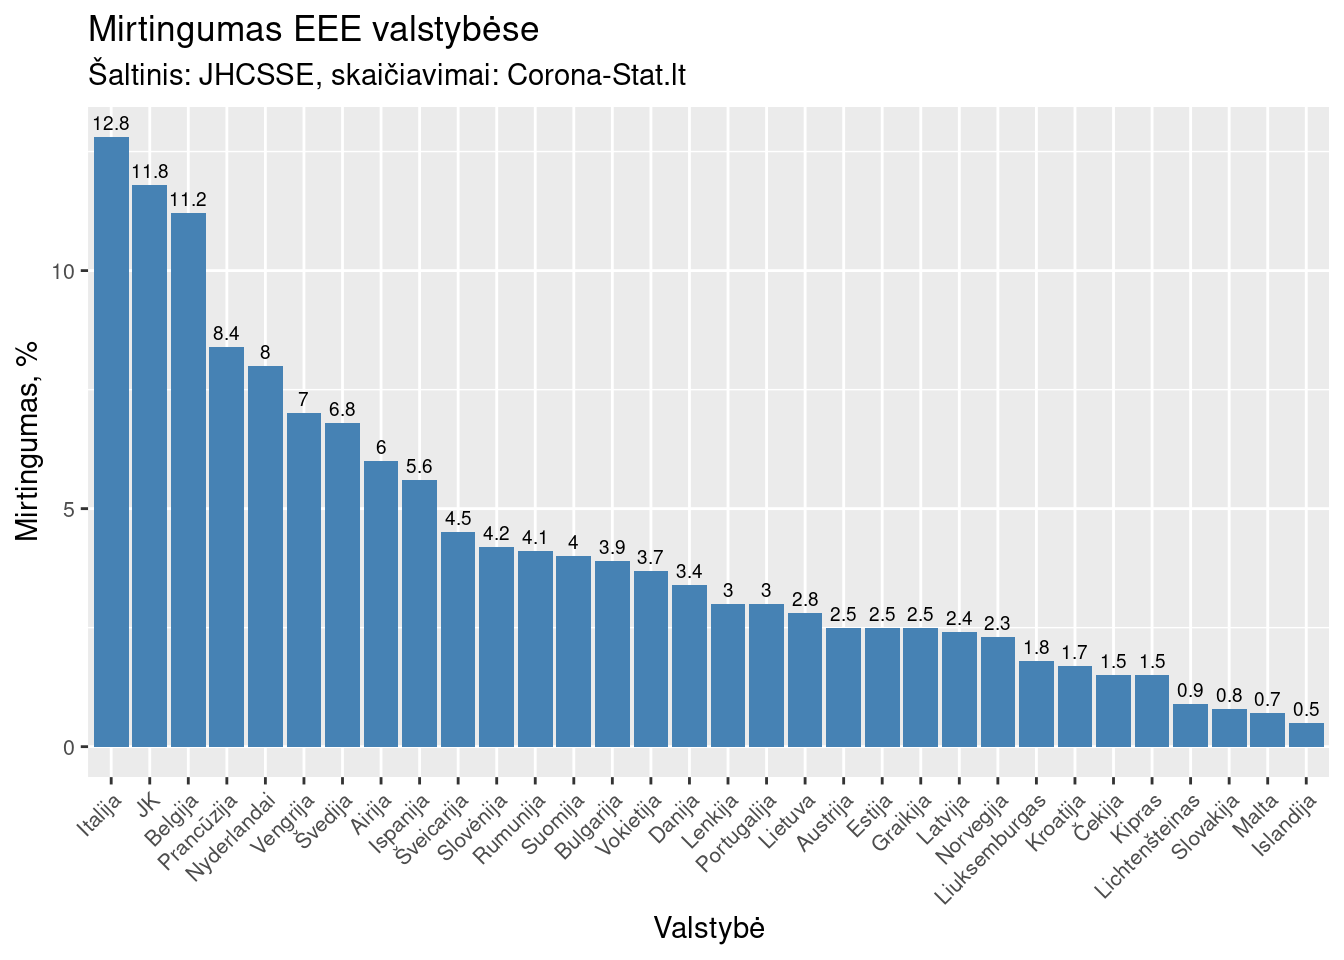 Mirtingumas EEE valstybėse
Šaltinis: JHCSSE, skaičiavimai: Corona-Stat.lt
12.8
11.8
11.2
8.4
8
7
6.8
6
5.6
4.5
4.2
4.1
4
3.9
3.7
3.4
3
3
2.8
2.5
2.5
2.5
2.4
2.3
1.8
1.7
1.5
1.5
0.9
0.8
0.7
0.5
10
5
0
Mirtingumas, %
Italija
JK
Belgija
Prancūzija
Nyderlandai
Vengrija
Švedija
Airija
Ispanija
Šveicarija
Slovėnija
Rumunija
Suomija
Bulgarija
Vokietija
Danija
Lenkija
Portugalija
Lietuva
Austrija
Estija
Graikija
Latvija
Norvegija
Liuksemburgas
Kroatija
Čekija
Kipras
Lichtenšteinas
Slovakija
Malta
Islandija
Valstybė